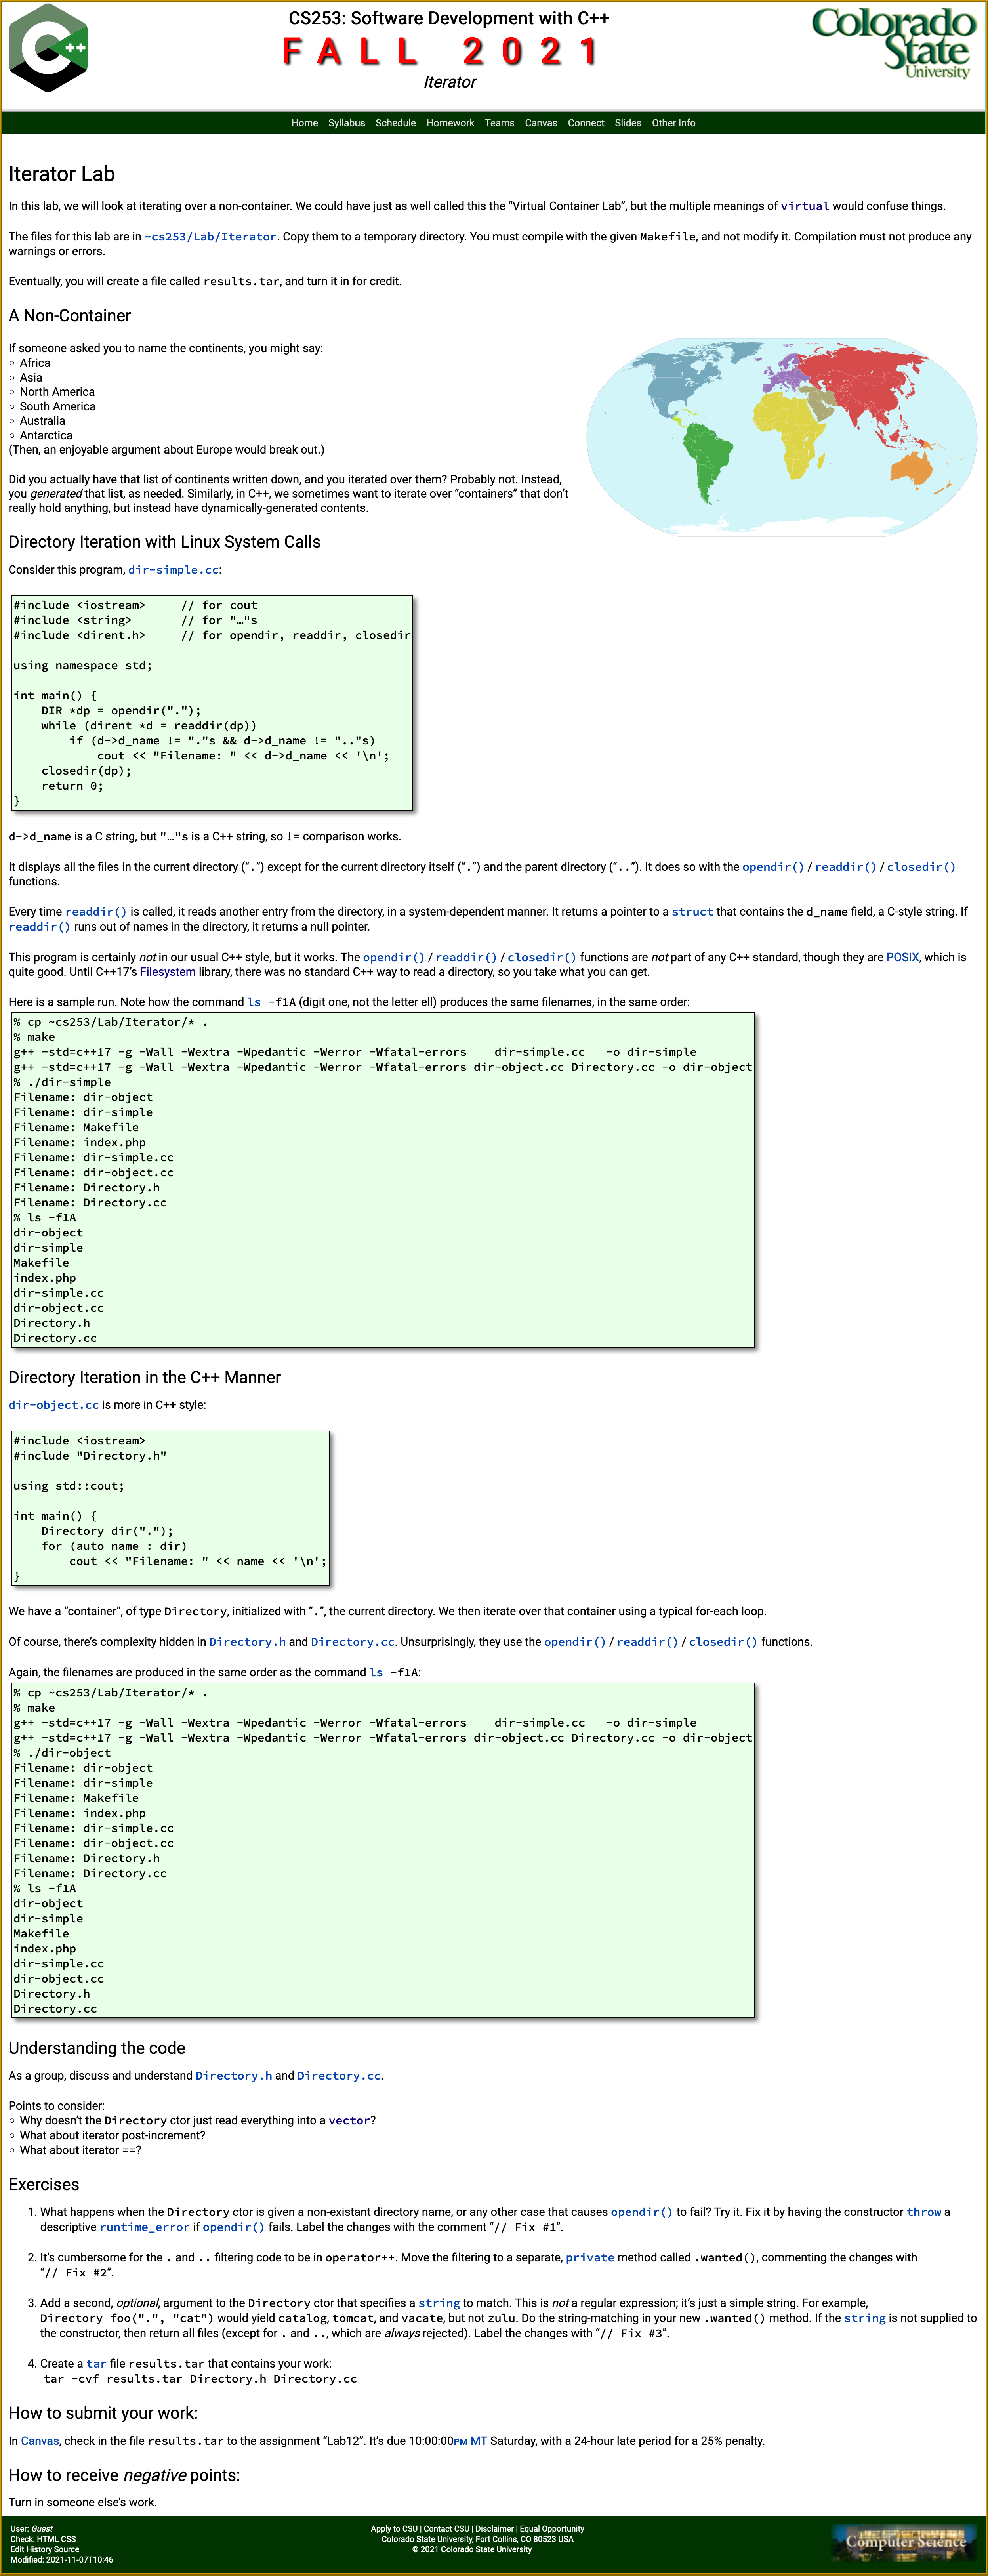 C++
CS253: Software Development with C++
FALL 2021
Iterator
Colorado
State
University
Home Syllabus Schedule Homework Teams Canvas Connect Slides Other Info
Iterator Lab
In this lab, we will look at iterating over a non-container. We could have just as well called this the “Virtual Container Lab”, but the multiple meanings of virtual would confuse things.
The files for this lab are in ~cs253/Lab/Iterator. Copy them to a temporary directory. You must compile with the given Makefile, and not modify it. Compilation must not produce any
warnings or errors.
Eventually, you will create a file called results.tar, and turn it in for credit.
A Non-Container
If someone asked you to name the continents, you might say:
◦ Africa
◦ Asia
◦ North America
◦ South America
◦ Australia
◦ Antarctica
(Then, an enjoyable argument about Europe would break out.)
Did you actually have that list of continents written down, and you iterated over them? Probably not. Instead,
you generated that list, as needed. Similarly, in C++, we sometimes want to iterate over “containers” that don’t
really hold anything, but instead have dynamically-generated contents.
Directory Iteration with Linux System Calls
Consider this program, dir-simple.cc:
#include <iostream>     // for cout
#include <string>       // for "…"s
#include <dirent.h>     // for opendir, readdir, closedir
using namespace std;
int main() {
    DIR *dp = opendir(".");
    while (dirent *d = readdir(dp))
        if (d->d_name != "."s && d->d_name != ".."s)
            cout << "Filename: " << d->d_name << '\n';
    closedir(dp);
    return 0;
}
d->d_name is a C string, but "…"s is a C++ string, so != comparison works.
It displays all the files in the current directory (“.”) except for the current directory itself (“.”) and the parent directory (“..”). It does so with the opendir() / readdir() / closedir()
functions.
Every time readdir() is called, it reads another entry from the directory, in a system-dependent manner. It returns a pointer to a struct that contains the d_name field, a C-style string. If
readdir() runs out of names in the directory, it returns a null pointer.
This program is certainly not in our usual C++ style, but it works. The opendir() / readdir() / closedir() functions are not part of any C++ standard, though they are POSIX, which is
quite good. Until C++17’s Filesystem library, there was no standard C++ way to read a directory, so you take what you can get.
Here is a sample run. Note how the command ls -f1A (digit one, not the letter ell) produces the same filenames, in the same order:
% cp ~cs253/Lab/Iterator/* .
% make
g++ -std=c++17 -g -Wall -Wextra -Wpedantic -Werror -Wfatal-errors    dir-simple.cc   -o dir-simple
g++ -std=c++17 -g -Wall -Wextra -Wpedantic -Werror -Wfatal-errors dir-object.cc Directory.cc -o dir-object
% ./dir-simple
Filename: dir-object
Filename: dir-simple
Filename: Makefile
Filename: index.php
Filename: dir-simple.cc
Filename: dir-object.cc
Filename: Directory.h
Filename: Directory.cc
% ls -f1A
dir-object
dir-simple
Makefile
index.php
dir-simple.cc
dir-object.cc
Directory.h
Directory.cc
Directory Iteration in the C++ Manner
dir-object.cc is more in C++ style:
#include <iostream>
#include "Directory.h"
using std::cout;
int main() {
    Directory dir(".");
    for (auto name : dir)
        cout << "Filename: " << name << '\n';
}
We have a “container”, of type Directory, initialized with “.”, the current directory. We then iterate over that container using a typical for-each loop.
Of course, there’s complexity hidden in Directory.h and Directory.cc. Unsurprisingly, they use the opendir() / readdir() / closedir() functions.
Again, the filenames are produced in the same order as the command ls -f1A:
% cp ~cs253/Lab/Iterator/* .
% make
g++ -std=c++17 -g -Wall -Wextra -Wpedantic -Werror -Wfatal-errors    dir-simple.cc   -o dir-simple
g++ -std=c++17 -g -Wall -Wextra -Wpedantic -Werror -Wfatal-errors dir-object.cc Directory.cc -o dir-object
% ./dir-object
Filename: dir-object
Filename: dir-simple
Filename: Makefile
Filename: index.php
Filename: dir-simple.cc
Filename: dir-object.cc
Filename: Directory.h
Filename: Directory.cc
% ls -f1A
dir-object
dir-simple
Makefile
index.php
dir-simple.cc
dir-object.cc
Directory.h
Directory.cc
Understanding the code
As a group, discuss and understand Directory.h and Directory.cc.
Points to consider:
◦ Why doesn’t the Directory ctor just read everything into a vector?
◦ What about iterator post-increment?
◦ What about iterator ==?
Exercises
1. What happens when the Directory ctor is given a non-existant directory name, or any other case that causes opendir() to fail? Try it. Fix it by having the constructor throw a
descriptive runtime_error if opendir() fails. Label the changes with the comment “// Fix #1”.
2. It’s cumbersome for the . and .. filtering code to be in operator++. Move the filtering to a separate, private method called .wanted(), commenting the changes with
“// Fix #2”.
3. Add a second, optional, argument to the Directory ctor that specifies a string to match. This is not a regular expression; it’s just a simple string. For example,
Directory foo(".", "cat") would yield catalog, tomcat, and vacate, but not zulu. Do the string-matching in your new .wanted() method. If the string is not supplied to
the constructor, then return all files (except for . and .., which are always rejected). Label the changes with “// Fix #3”.
4. Create a tar file results.tar that contains your work:
tar -cvf results.tar Directory.h Directory.cc
How to submit your work:
In Canvas, check in the file results.tar to the assignment “Lab12”. It’s due 10:00:00PM MT Saturday, with a 24-hour late period for a 25% penalty.
How to receive negative points:
Turn in someone else’s work.
User: Guest
Check: HTML CSS
Edit History Source
Modified: 2021-11-07T10:46
Apply to CSU | Contact CSU | Disclaimer | Equal Opportunity
Colorado State University, Fort Collins, CO 80523 USA
© 2021 Colorado State University
Computer Science